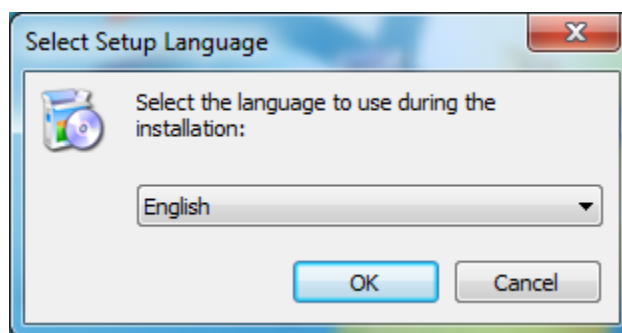 Select Setup Language
Select the language to use during the
installation:
English
OK
Cancel